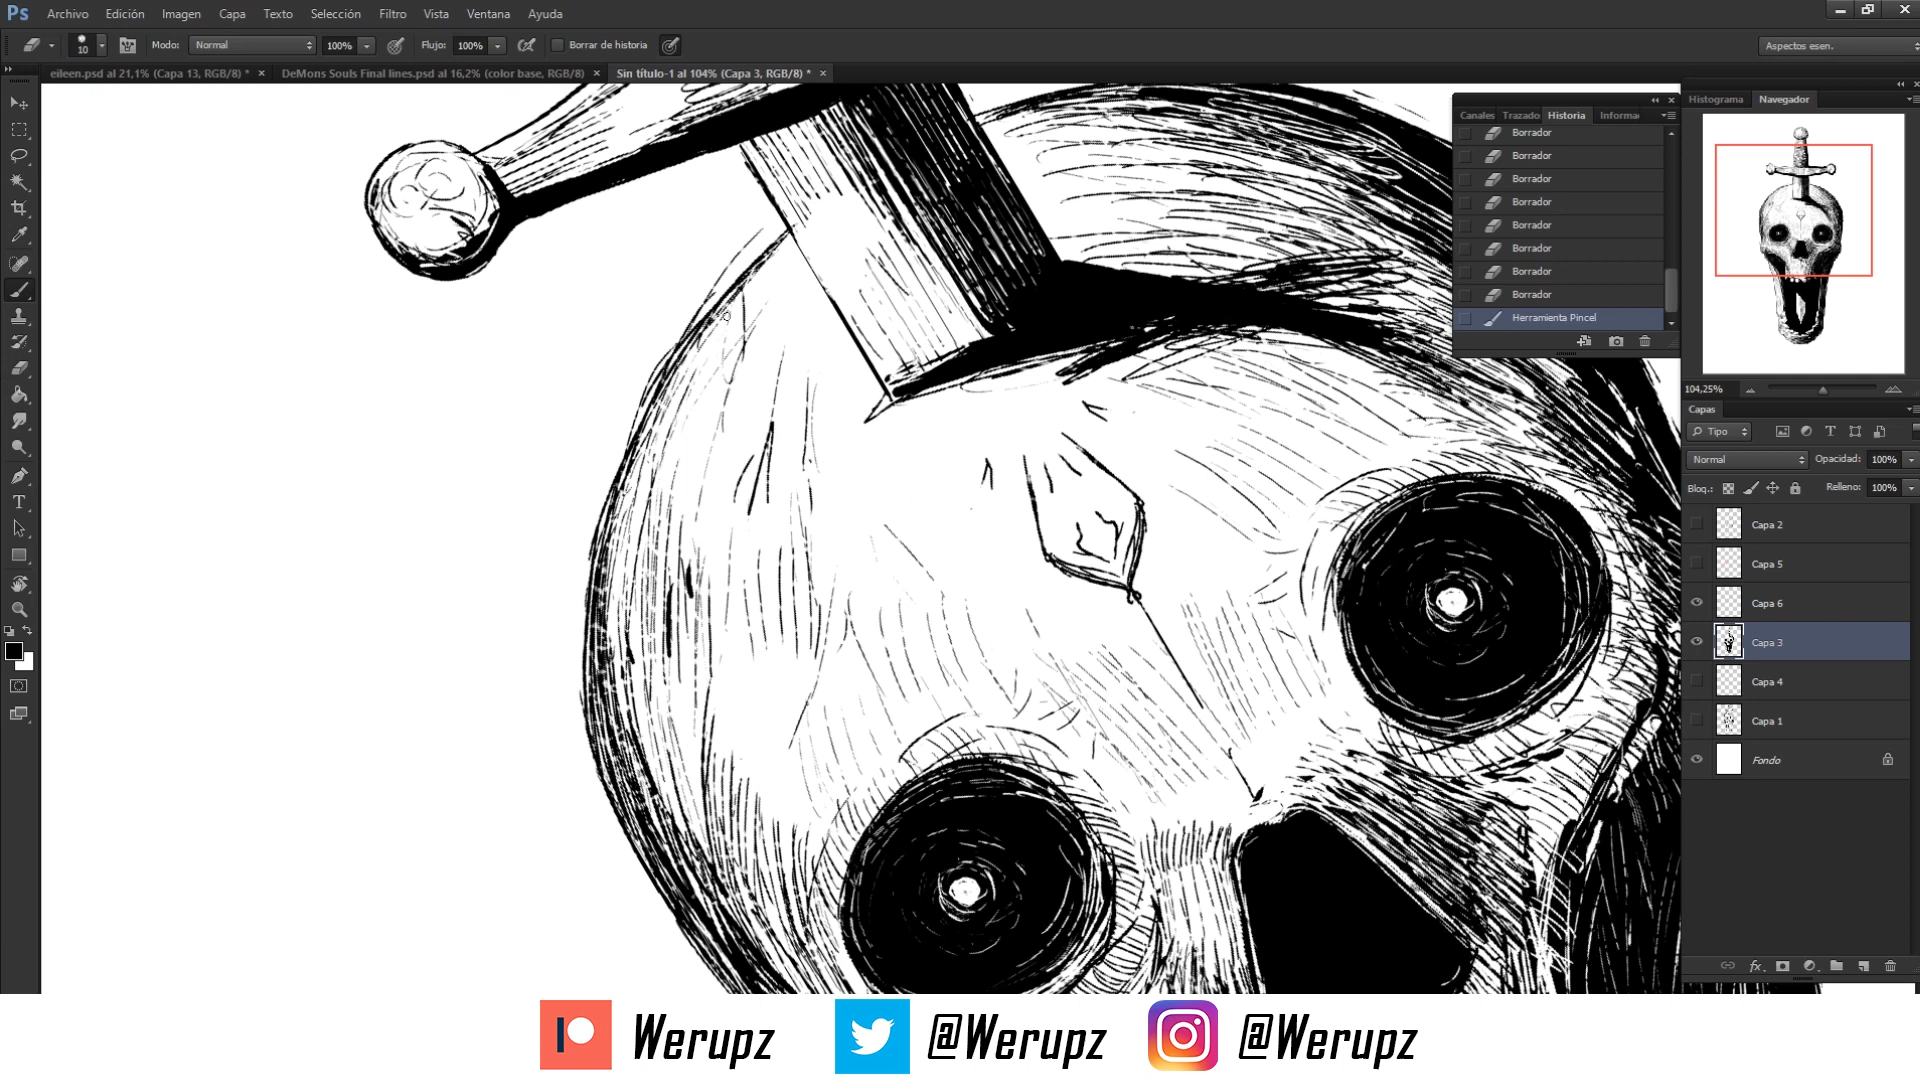 Ps Archivo Edición Imagen Capa Texto Selección Filtro Vista Ventana Ayuda
10 Modo: Normal 100% Flujo: 100% Borrar de historia Aspectos esen.
eileen.psd al 21,1% (Capa 13, RGB/8) * × DeMons Souls Final lines.psd al 16,2% (color base, RGB/8) × Sin título-1 al 104% (Capa 3, RGB/8) * ×
Histograma Navegador
Canales Trazado Historia Informa
Borrador
Borrador
Borrador
Borrador
Borrador
Borrador
Borrador
Borrador
Herramienta Pincel
104,25%
Capas
Tipo
Normal Opacidad: 100%
Bloq.: Relleno: 100%
Capa 2
Capa 5
Capa 6
Capa 3
Capa 4
Capa 1
Fondo
fx
Werupz @Werupz @Werupz